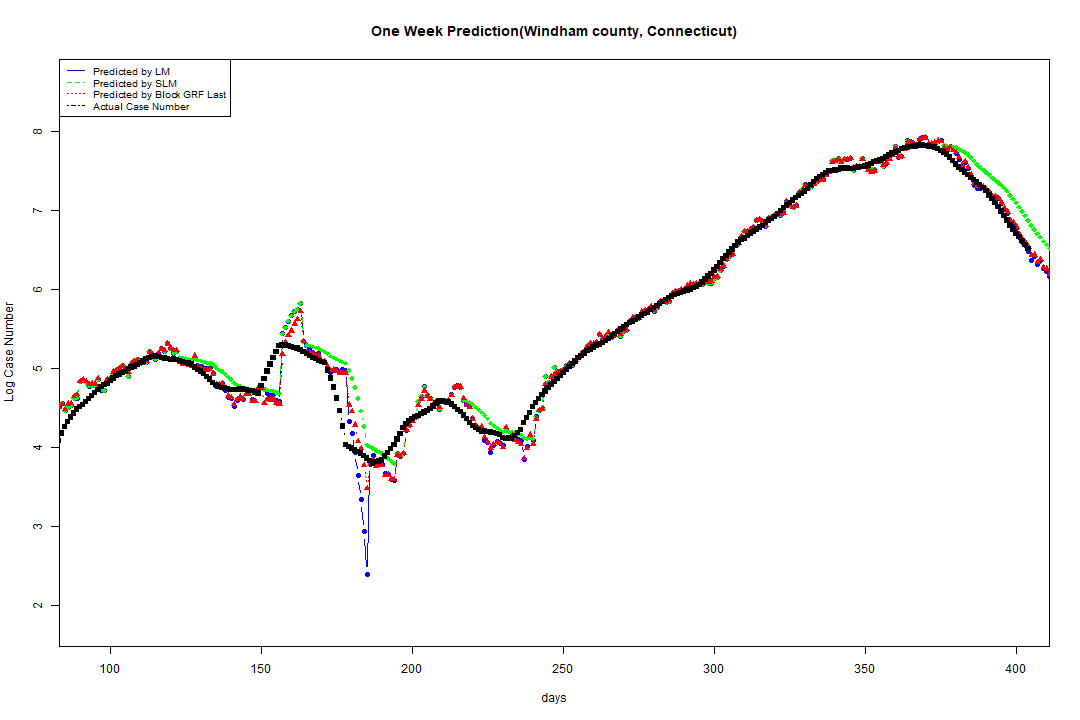 One Week Prediction(Windham county, Connecticut)
Predicted by LM
Predicted by SLM
Predicted by Block GRF Last
Actual Case Number
Log Case Number
8
7
6
5
4
3
2
100 150 200 250 300 350 400
days